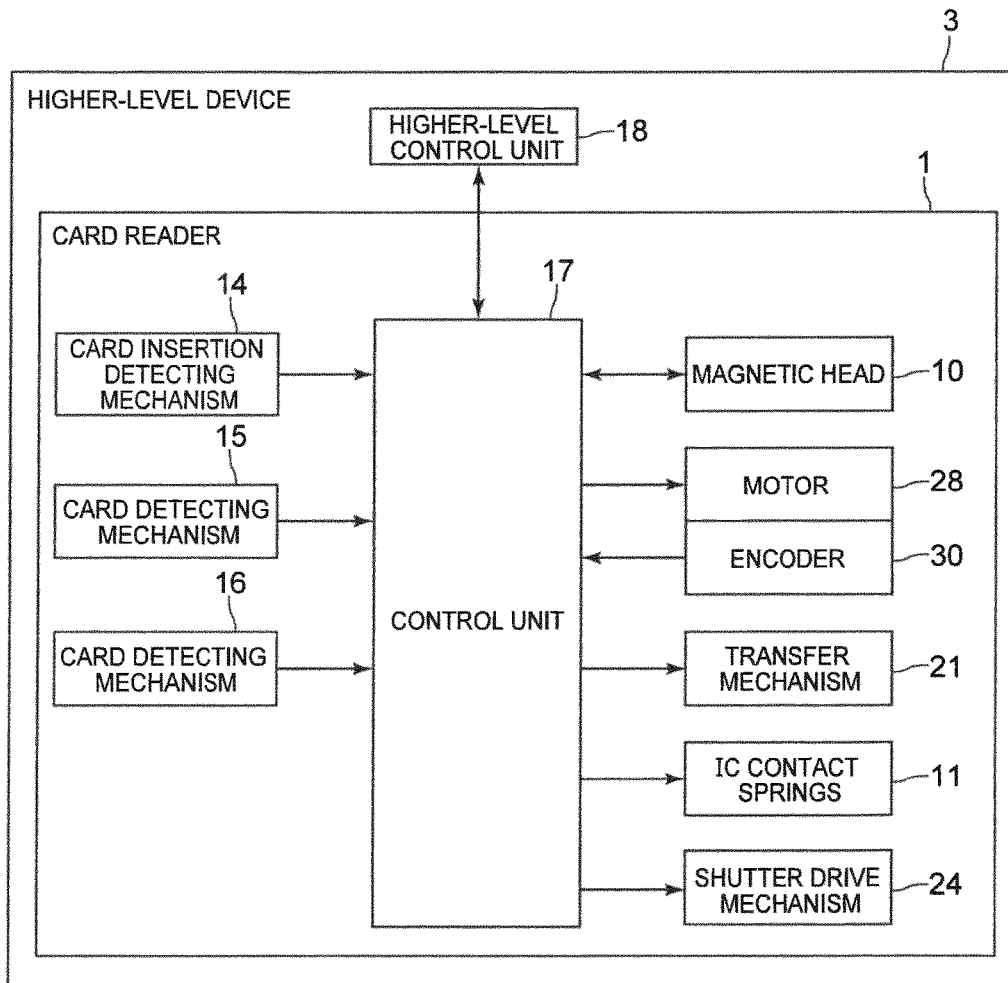 3
HIGHER-LEVEL DEVICE
HIGHER-LEVEL
CONTROL UNIT
18
1
CARD READER
14
17
CARD INSERTION
DETECTING
MECHANISM
MAGNETIC HEAD
10
15
CARD DETECTING
MECHANISM
MOTOR
28
ENCODER
30
16
CARD DETECTING
MECHANISM
CONTROL UNIT
TRANSFER
MECHANISM
21
IC CONTACT
SPRINGS
11
SHUTTER DRIVE
MECHANISM
24